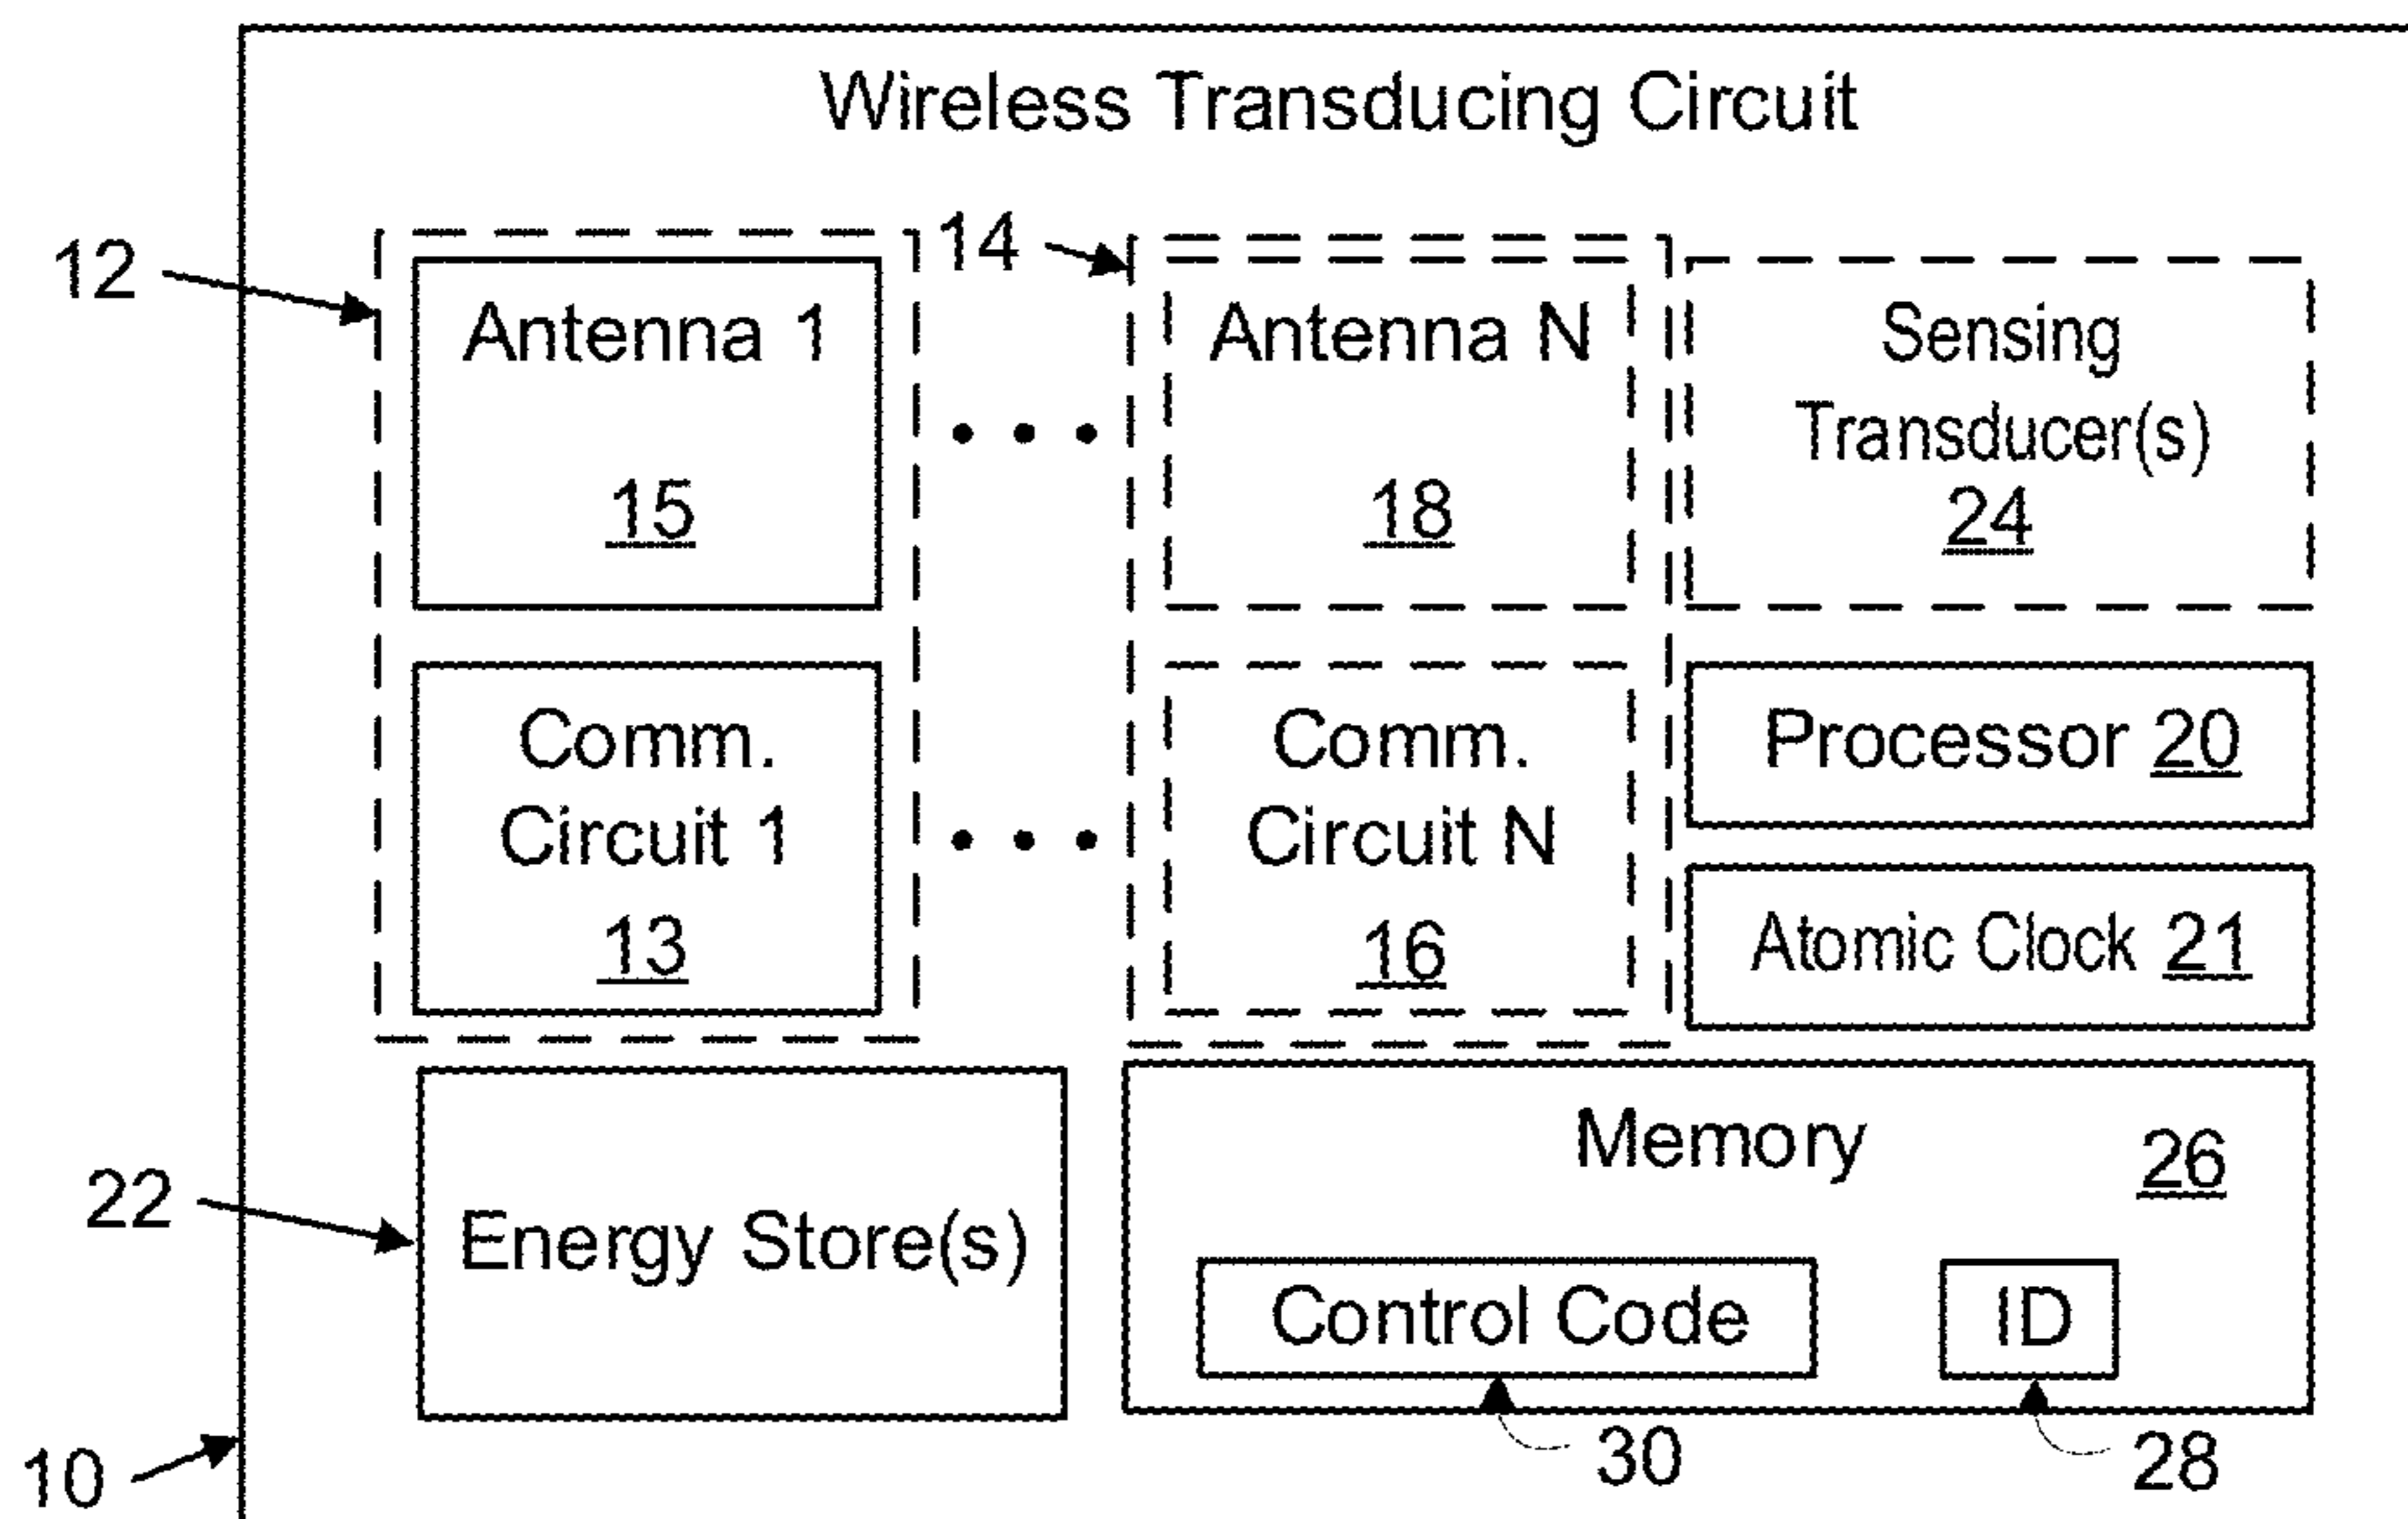 Wireless Transducing Circuit
12
14
Antenna 1
15
Antenna N
18
Sensing
Transducer(s)
24
Comm.
Circuit 1
13
Comm.
Circuit N
16
Processor 20
Atomic Clock 21
22
Energy Store(s)
Memory
26
Control Code
ID
10
30
28